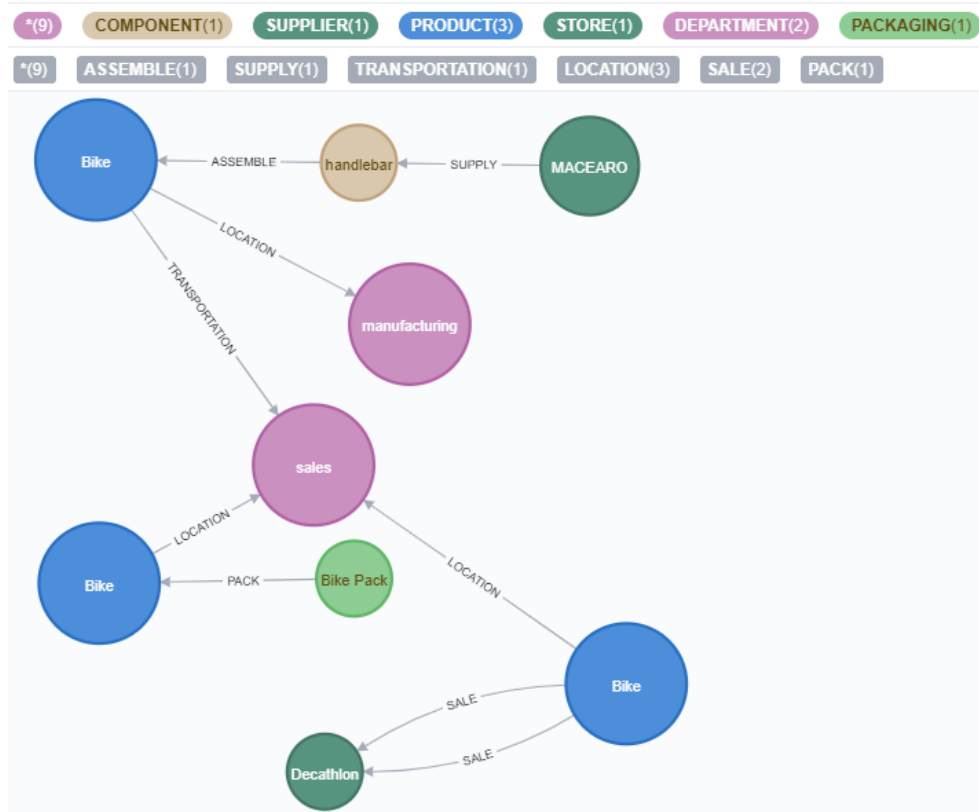 *(9) COMPONENT(1) SUPPLIER(1) PRODUCT(3) STORE(1) DEPARTMENT(2) PACKAGING(1)
*(9) ASSEMBLE(1) SUPPLY(1) TRANSPORTATION(1) LOCATION(3) SALE(2) PACK(1)
Bike ASSEMBLE handlebar SUPPLY MACEARO
LOCATION
TRANSPORTATION
manufacturing
sales
LOCATION
Bike PACK Bike Pack
LOCATION
SALE
Bike
SALE
Decathlon